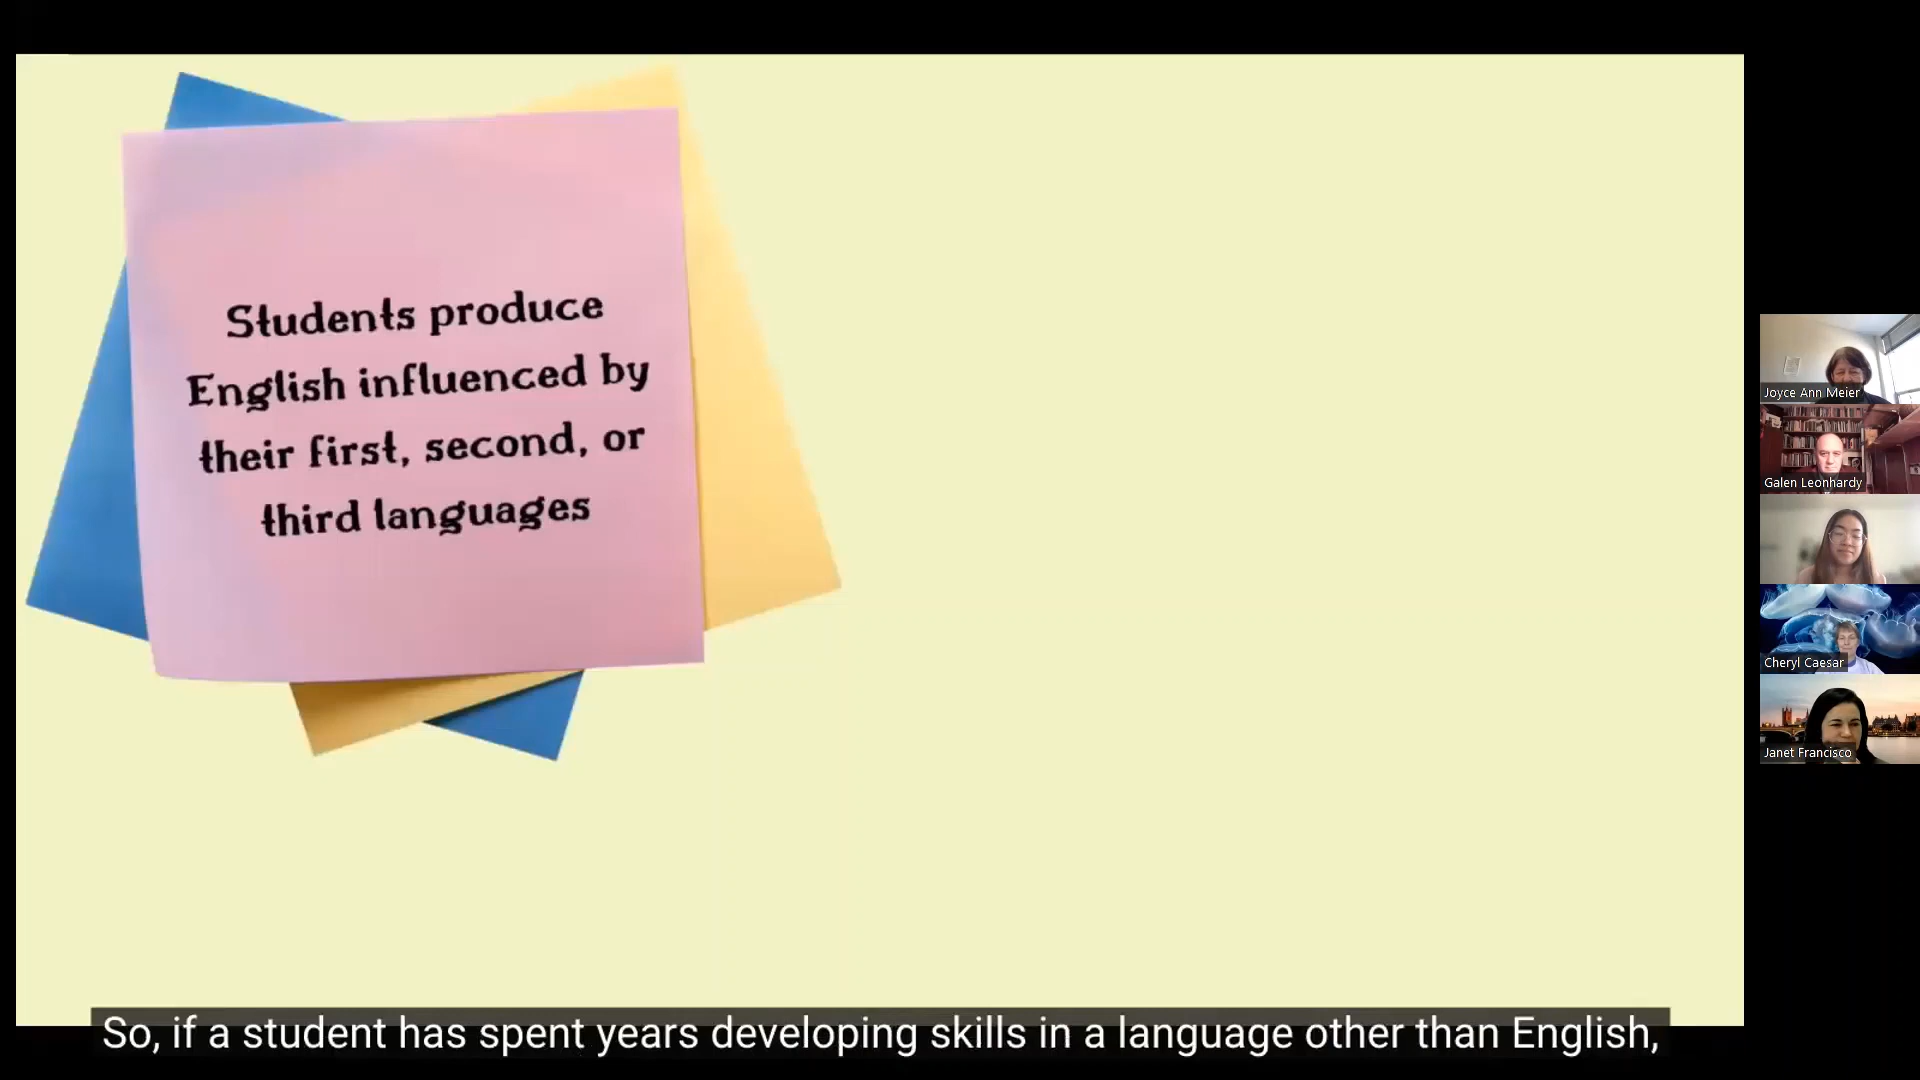 Students produce
English influenced by
their first, second, or
third languages
Joyce Ann Meier
Galen Leonhardy
Cheryl Caesar
Janet Francisco
So, if a student has spent years developing skills in a language other than English,